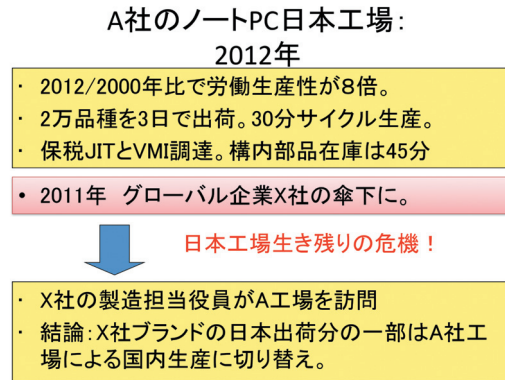 A社のノートPC日本工場:
2012年
・ 2012/2000年比で労働生産性が8倍。
・ 2万品種を3日で出荷。30分サイクル生産。
・ 保税JITとVMI調達。構内部品在庫は45分
• 2011年 グローバル企業X社の傘下に。
日本工場生き残りの危機！
・ X社の製造担当役員がA工場を訪問
・ 結論：X社ブランドの日本出荷分の一部はA社工
場による国内生産に切り替え。